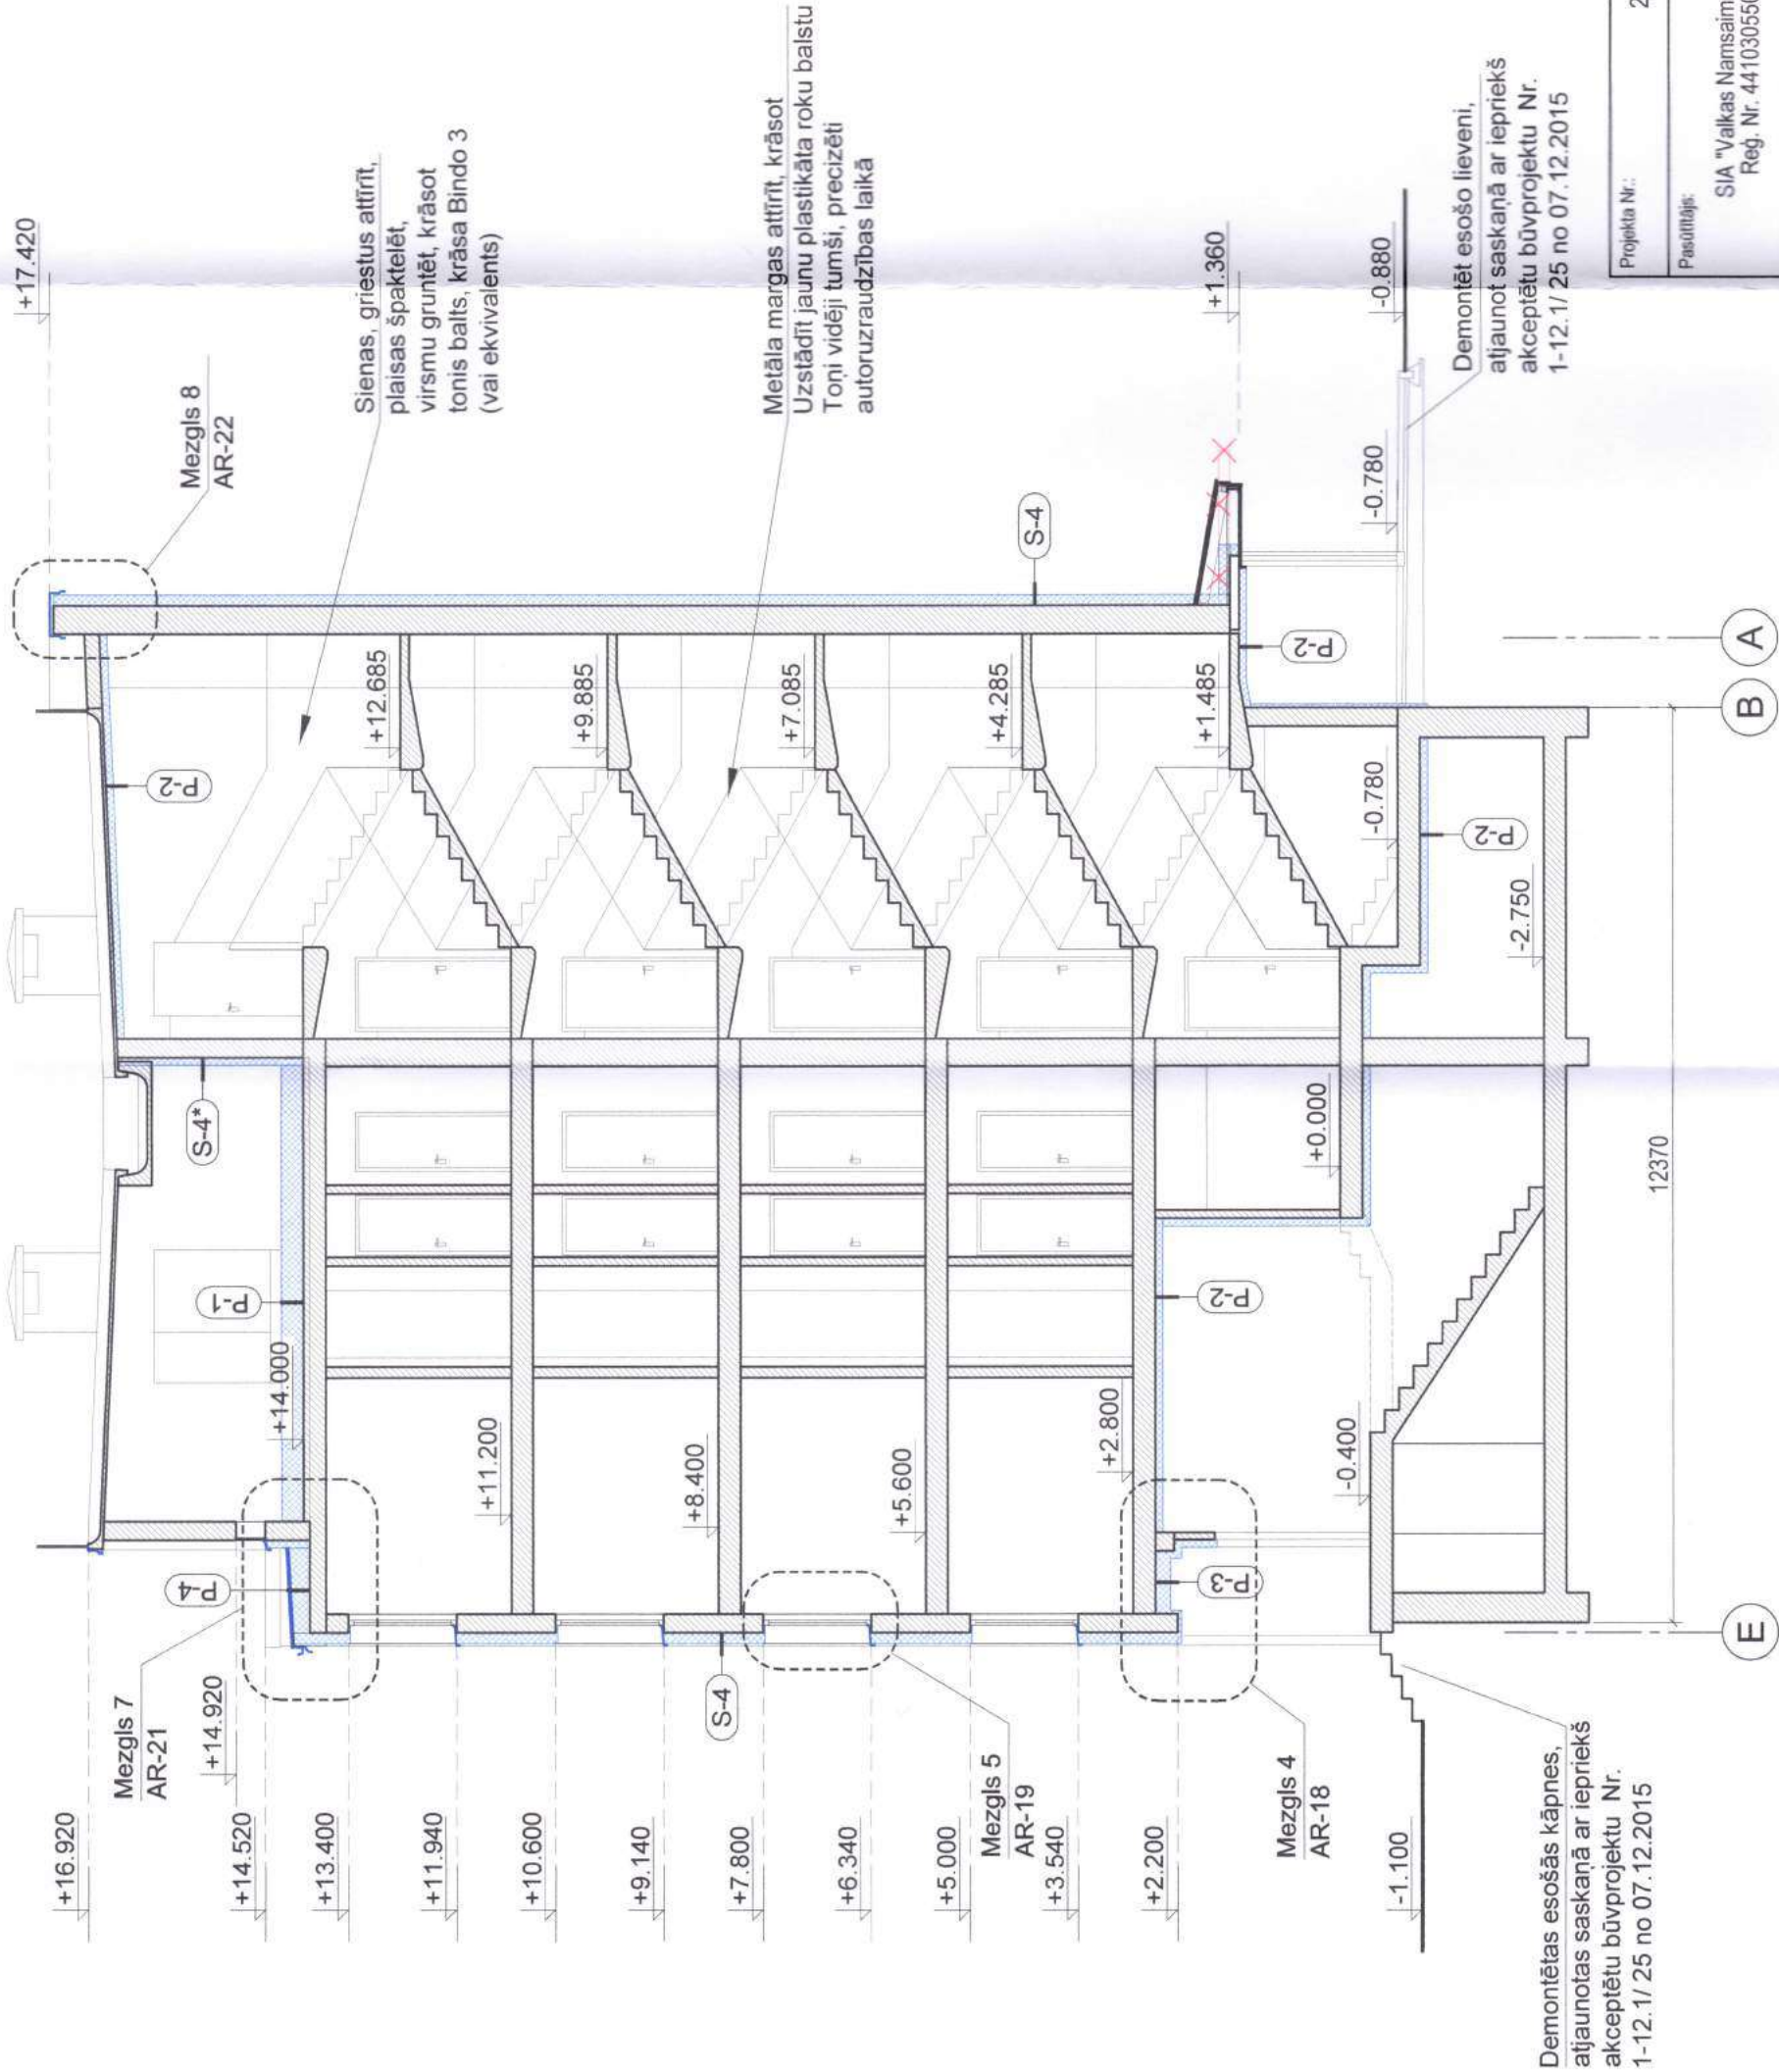 +17.420
Mezgls 8
AR-22
Sienas, griestus attīrīt,
plaisas špaktelēt,
virsmu gruntēt, krāsot
tonis balts, krāsa Bindo 3
(vai ekvivalents)
Metāla margas attīrīt, krāsot
Uzstādīt jaunu plastikāta roku balstu
Toņi vidēji tumši, precizēti
autoruzraudzības laikā
+1.360
-0.880
-0.780
Demontēt esošo lieveni,
atjaunot saskaņā ar iepriekš
akceptētu būvprojektu Nr.
1-12.1/ 25 no 07.12.2015
Projekta Nr.:
2
Pasūtītājs:
SIA "Valkas Namsaim
S-4
P-2
P-2
+12.685
+9.885
+7.085
+4.285
+1.485
-0.780
P-2
-2.750
S-4*
P-1
+14.000
+11.200
+8.400
+5.600
+2.800
+0.000
P-2
-0.400
P-4
P-3
S-4
12370
A
B
E
Mezgls 7
AR-21
+14.920
Mezgls 5
AR-19
Mezgls 4
AR-18
+16.920
+14.520
+13.400
+11.940
+10.600
+9.140
+7.800
+6.340
+5.000
+3.540
+2.200
-1.100
Demontētas esošās kāpnes,
atjaunotas saskaņā ar iepriekš
akceptētu būvprojektu Nr.
1-12.1/ 25 no 07.12.2015
Reģ. Nr. 441030550